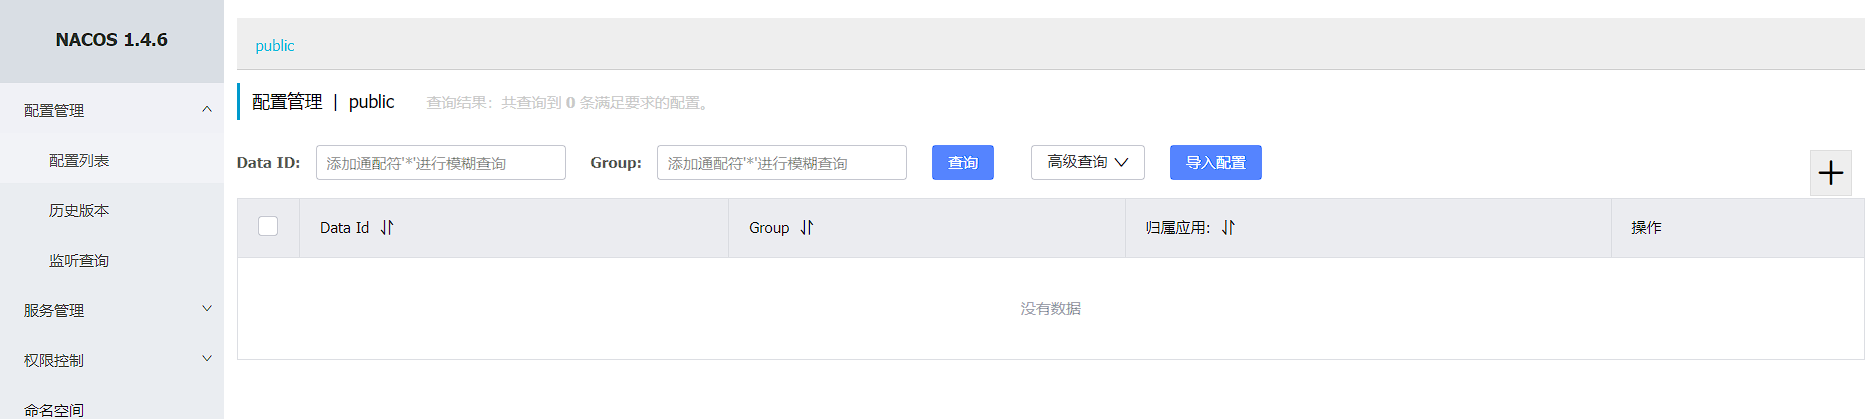 NACOS 1.4.6
配置管理
配置列表
历史版本
监听查询
服务管理
权限控制
命名空间
public
配置管理 | public 查询结果：共查询到 0 条满足要求的配置。
Data ID: 添加通配符'*'进行模糊查询 Group: 添加通配符'*'进行模糊查询 查询 高级查询 导入配置
Data Id Group 归属应用: 操作
没有数据